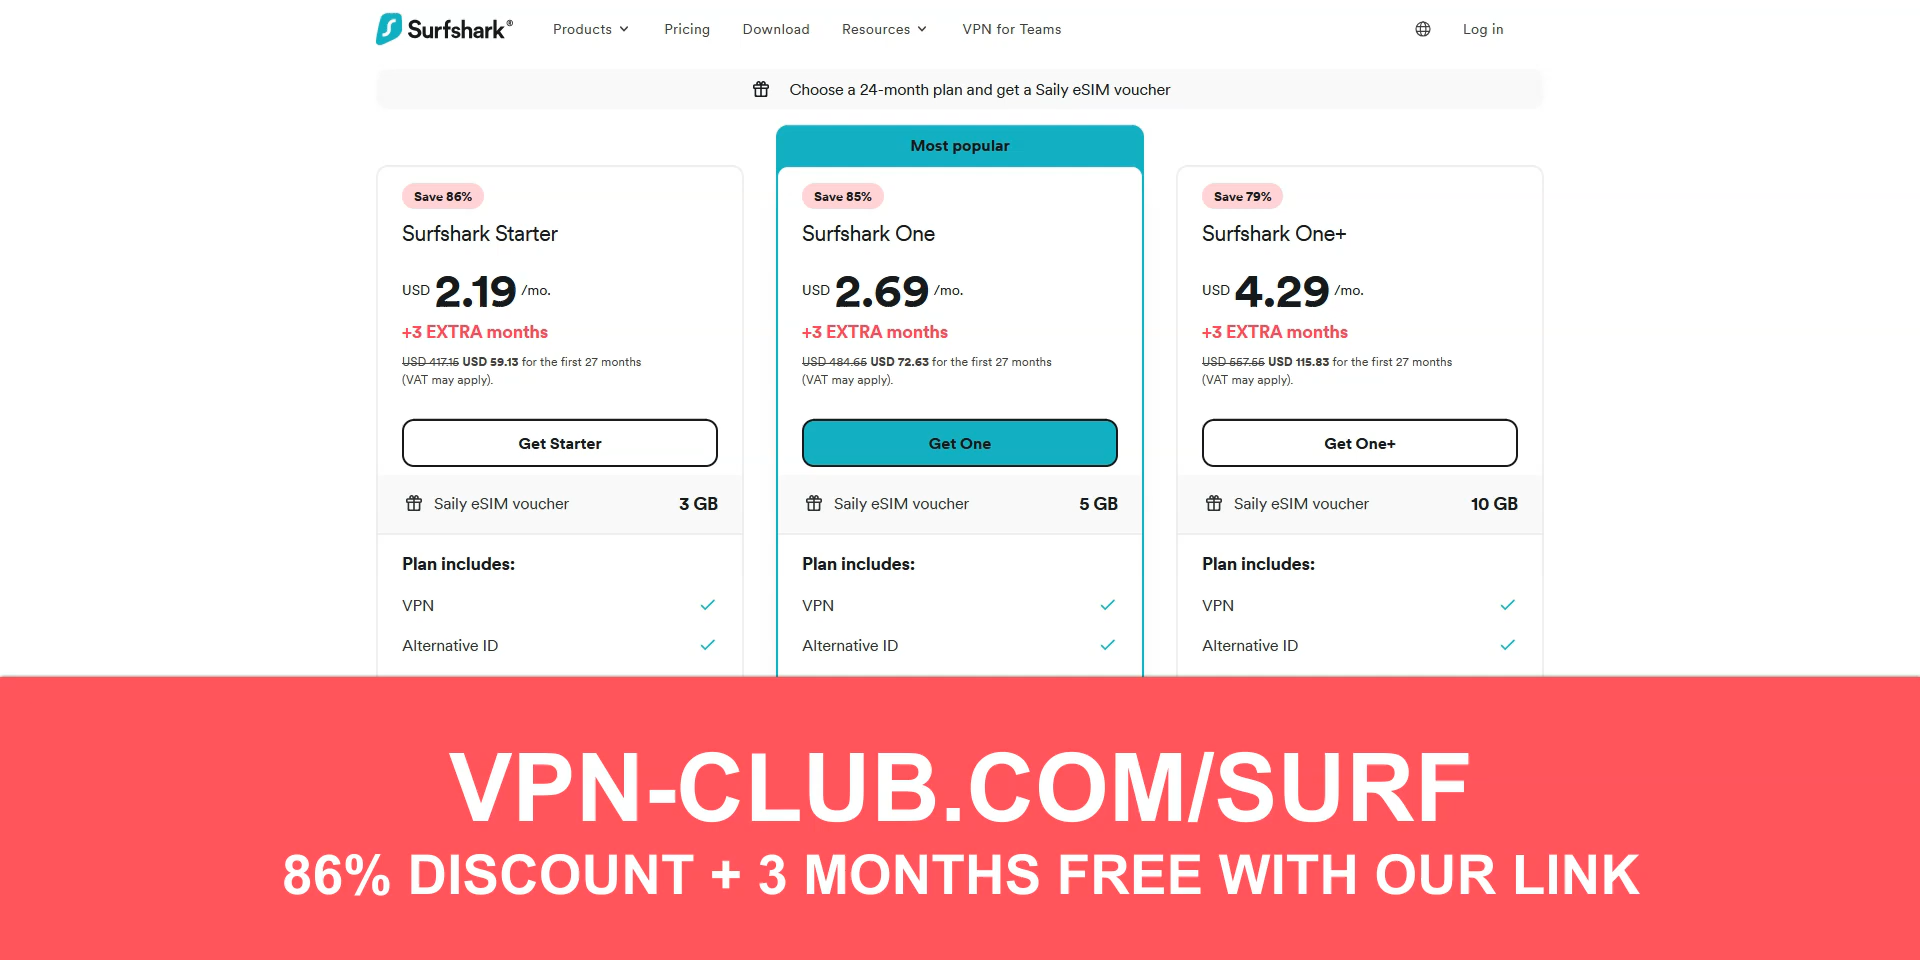 Surfshark®
Products Pricing Download Resources VPN for Teams Log in
Choose a 24-month plan and get a Saily eSIM voucher
Most popular
Save 86%
Surfshark Starter
USD 2.19 /mo.
+3 EXTRA months
USD 417.15 USD 59.13 for the first 27 months
(VAT may apply).
Get Starter
Saily eSIM voucher 3 GB
Plan includes:
VPN
Alternative ID
Save 85%
Surfshark One
USD 2.69 /mo.
+3 EXTRA months
USD 484.65 USD 72.63 for the first 27 months
(VAT may apply).
Get One
Saily eSIM voucher 5 GB
Plan includes:
VPN
Alternative ID
Save 79%
Surfshark One+
USD 4.29 /mo.
+3 EXTRA months
USD 557.55 USD 115.83 for the first 27 months
(VAT may apply).
Get One+
Saily eSIM voucher 10 GB
Plan includes:
VPN
Alternative ID
VPN-CLUB.COM/SURF
86% DISCOUNT + 3 MONTHS FREE WITH OUR LINK